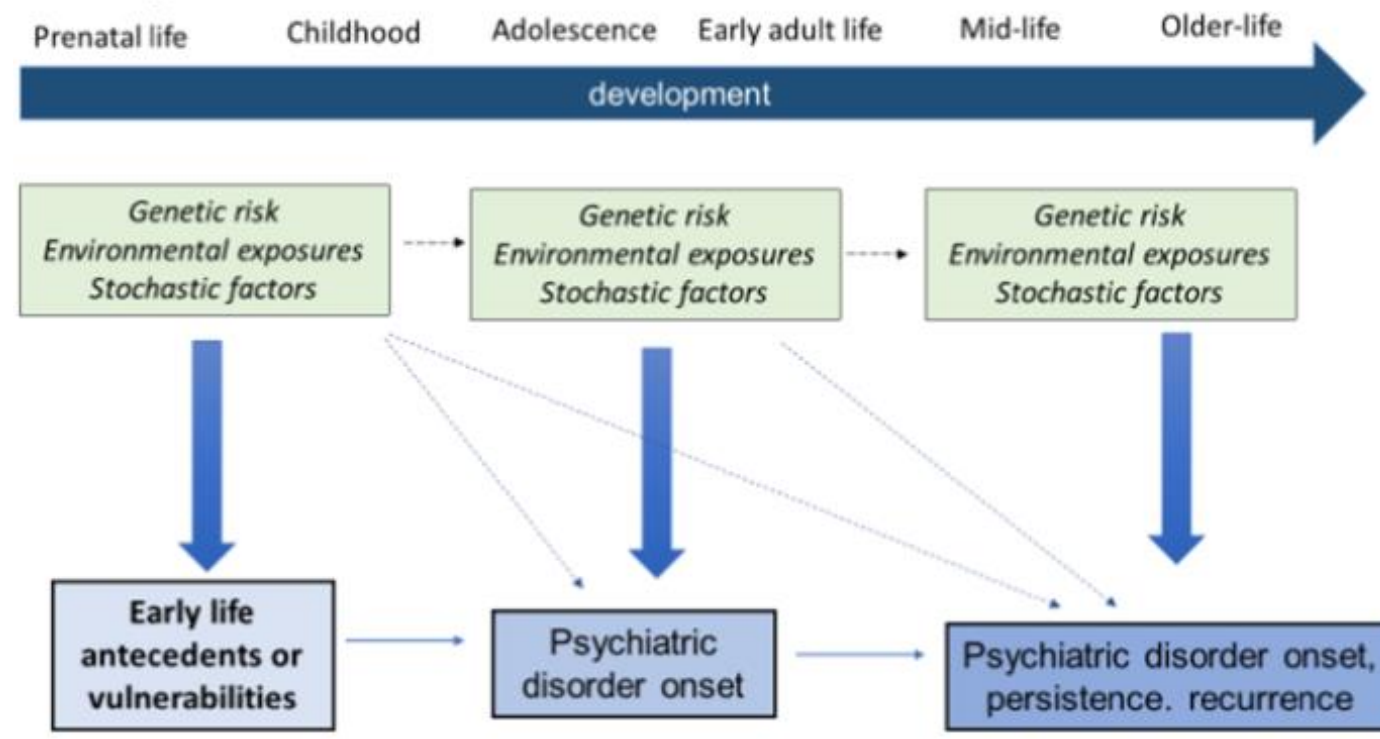 Prenatal life
Childhood
Adolescence
Early adult life
Mid-life
Older-life
development
Genetic risk
Environmental exposures
Stochastic factors
Genetic risk
Environmental exposures
Stochastic factors
Genetic risk
Environmental exposures
Stochastic factors
Early life
antecedents or
vulnerabilities
Psychiatric
disorder onset
Psychiatric disorder onset,
persistence. recurrence